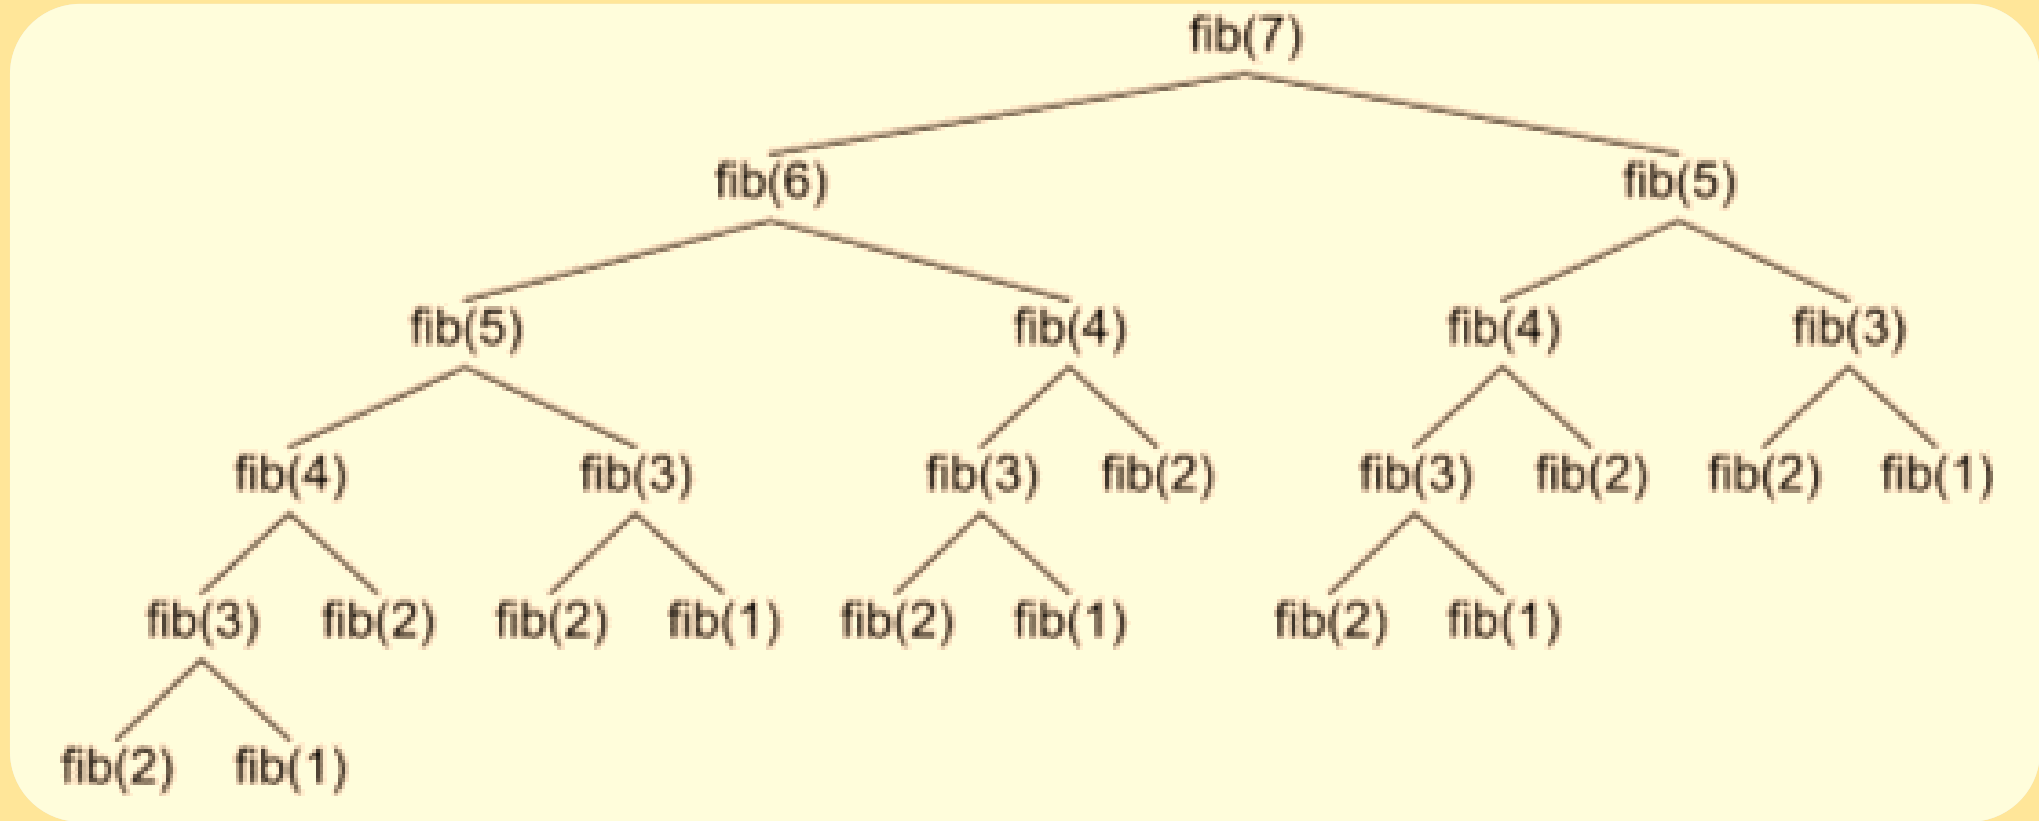 fib(7)
fib(6) fib(5)
fib(5) fib(4) fib(4) fib(3)
fib(4) fib(3) fib(3) fib(2) fib(3) fib(2) fib(2) fib(1)
fib(3) fib(2) fib(2) fib(1) fib(2) fib(1) fib(2) fib(1)
fib(2) fib(1)